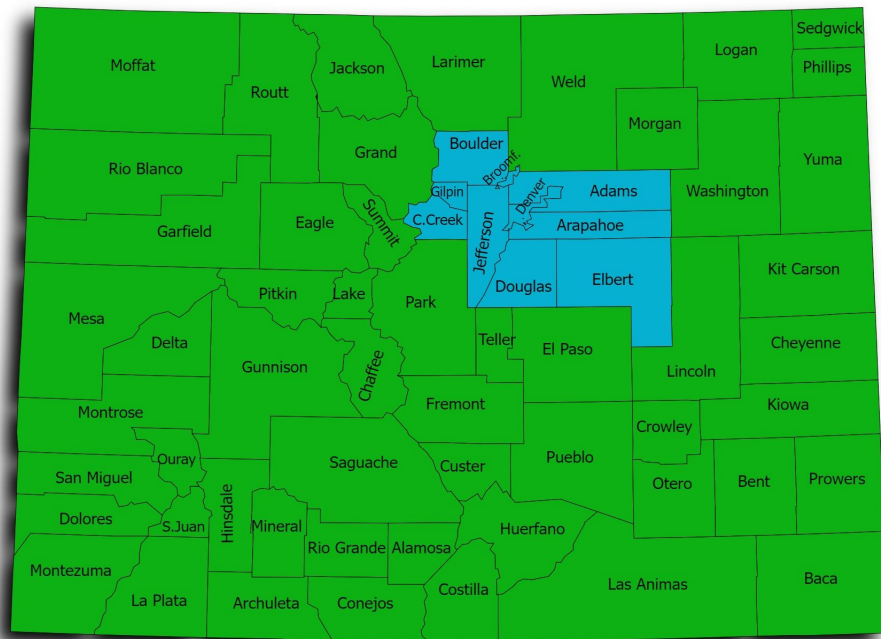 Sedgwick
Moffat
Jackson
Larimer
Logan
Phillips
Routt
Weld
Morgan
Boulder
Grand
Broomf.
Yuma
Rio Blanco
Gilpin
Denver
Adams
Washington
Garfield
Eagle
Summit
C.Creek
Jefferson
Arapahoe
Kit Carson
Pitkin
Lake
Park
Douglas
Elbert
Mesa
Delta
Gunnison
Chaffee
Teller
El Paso
Lincoln
Cheyenne
Montrose
Fremont
Crowley
Kiowa
Ouray
San Miguel
Saguache
Custer
Pueblo
Otero
Bent
Prowers
Dolores
S.Juan
Hinsdale
Mineral
Rio Grande
Alamosa
Huerfano
Montezuma
La Plata
Archuleta
Conejos
Costilla
Las Animas
Baca